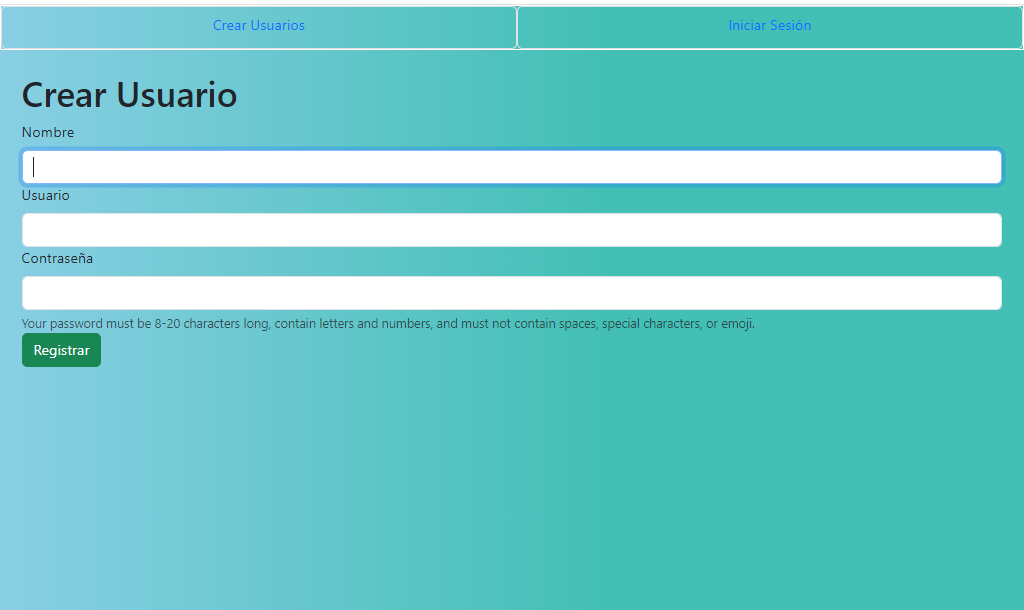 Crear Usuarios Iniciar Sesión
Crear Usuario
Nombre
Usuario
Contraseña
Your password must be 8-20 characters long, contain letters and numbers, and must not contain spaces, special characters, or emoji.
Registrar